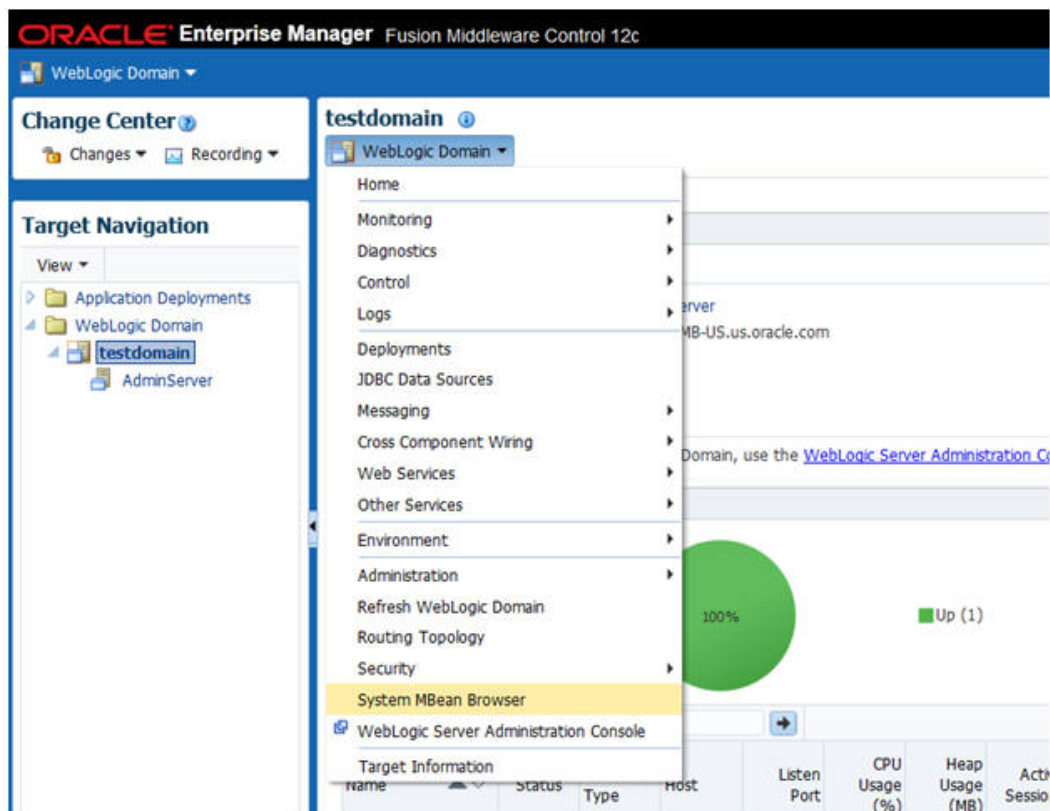 ORACLE Enterprise Manager Fusion Middleware Control 12c
WebLogic Domain
Change Center
Changes Recording
Target Navigation
View
Application Deployments
WebLogic Domain
testdomain
AdminServer
testdomain
WebLogic Domain
Home
Monitoring
Diagnostics
Control
Logs
Deployments
JDBC Data Sources
Messaging
Cross Component Wiring
Web Services
Other Services
Environment
Administration
Refresh WebLogic Domain
Routing Topology
Security
System MBean Browser
WebLogic Server Administration Console
Target Information
erver
MB-US.us.oracle.com
Domain, use the WebLogic Server Administration Co
100%
Up (1)
Name
Status
Type
Host
Listen
Port
CPU
Usage
(%)
Heap
Usage
(MB)
Activ
Sessio